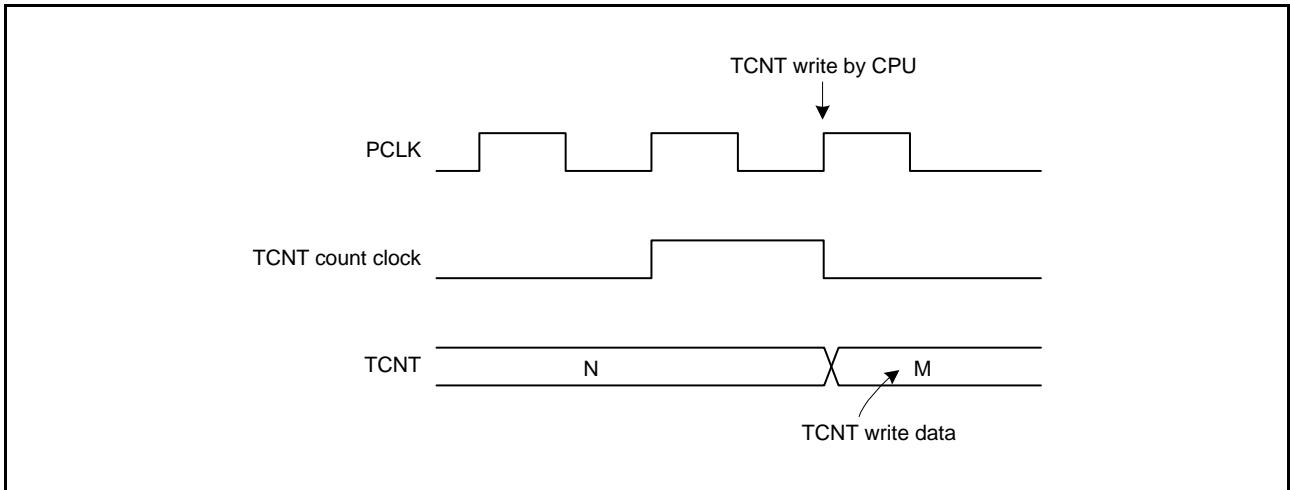 TCNT write by CPU
PCLK
TCNT count clock
TCNT
N
M
TCNT write data